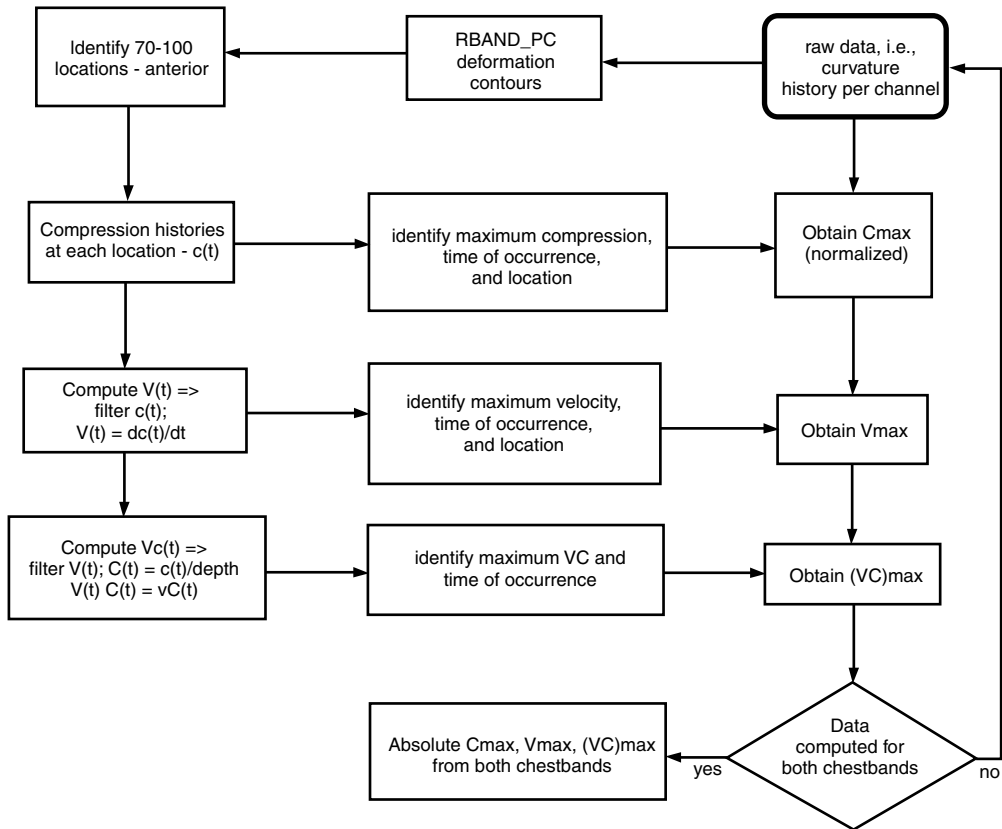 Identify 70-100
locations - anterior
RBAND_PC
deformation
contours
raw data, i.e.,
curvature
history per channel
Compression histories
at each location - c(t)
identify maximum compression,
time of occurrence,
and location
Obtain Cmax
(normalized)
Compute V(t) =>
filter c(t);
V(t) = dc(t)/dt
identify maximum velocity,
time of occurrence,
and location
Obtain Vmax
Compute Vc(t) =>
filter V(t); C(t) = c(t)/depth
V(t) C(t) = vC(t)
identify maximum VC and
time of occurrence
Obtain (VC)max
Absolute Cmax, Vmax, (VC)max
from both chestbands
yes
Data
computed for
both chestbands
no